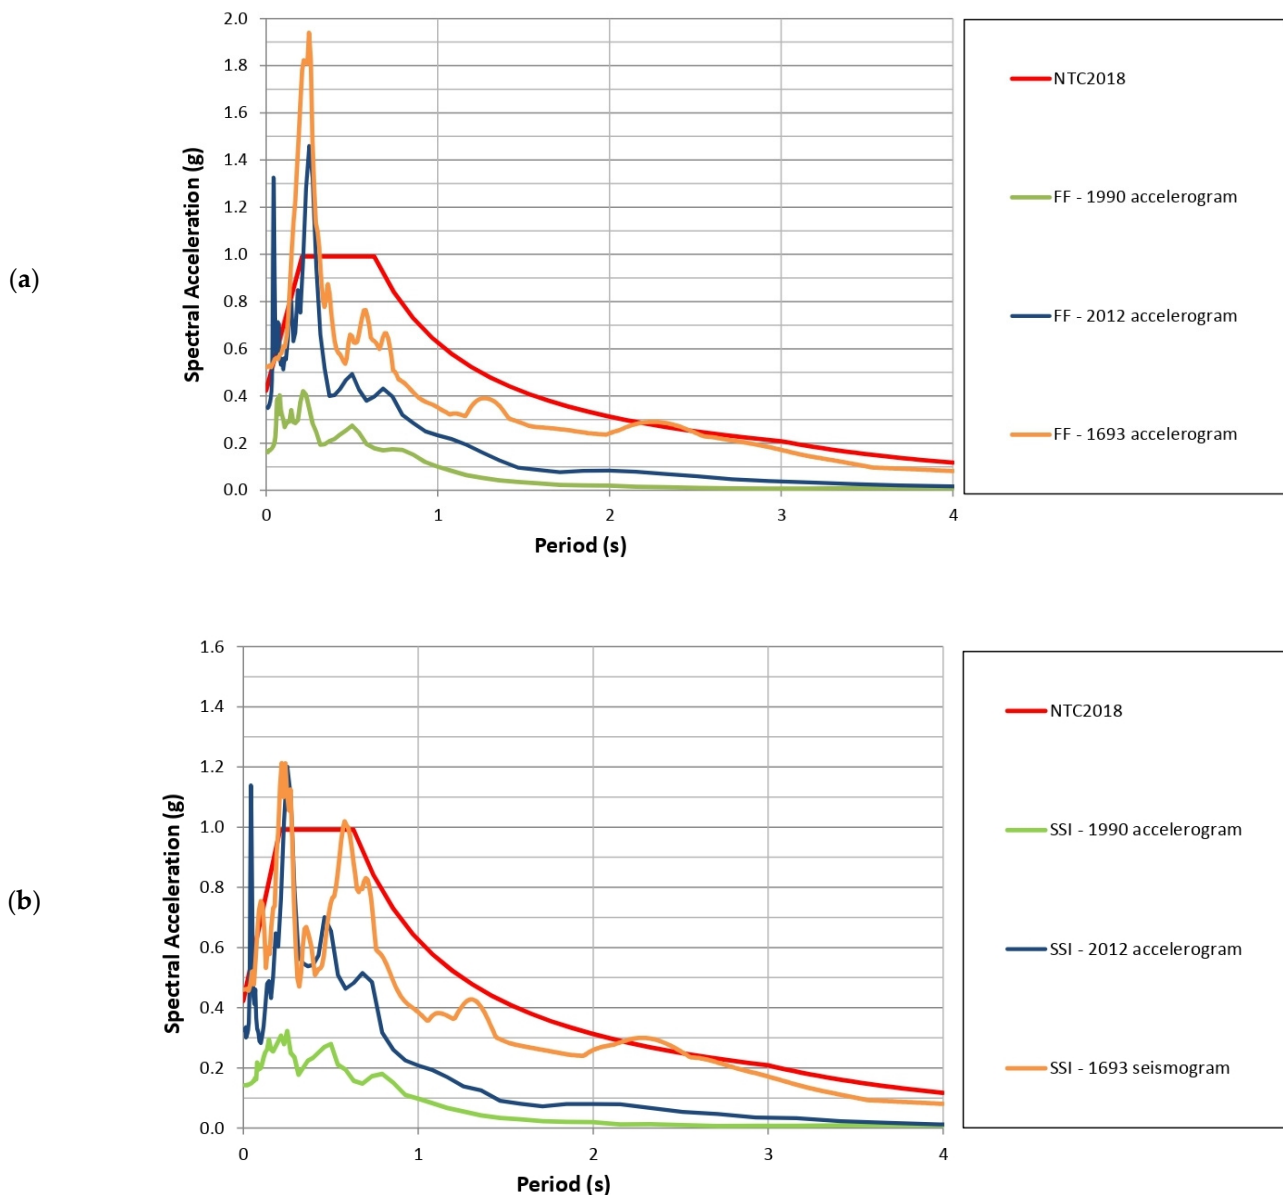 (a)
Spectral Acceleration (g)
2.0
1.8
1.6
1.4
1.2
1.0
0.8
0.6
0.4
0.2
0.0
0 1 2 3 4
Period (s)
NTC2018
FF - 1990 accelerogram
FF - 2012 accelerogram
FF - 1693 accelerogram
(b)
Spectral Acceleration (g)
1.6
1.4
1.2
1.0
0.8
0.6
0.4
0.2
0.0
0 1 2 3 4
Period (s)
NTC2018
SSI - 1990 accelerogram
SSI - 2012 accelerogram
SSI - 1693 seismogram